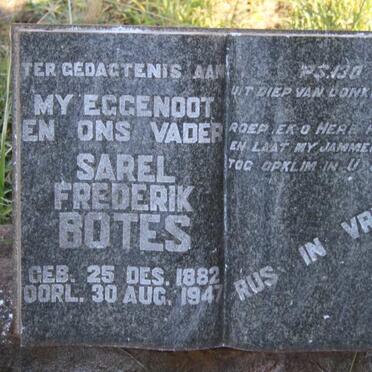 TER GEDAGTENIS AAN
MY EGGENOOT
EN ONS VADER
SAREL
FREDERIK
BOTES
GEB. 25 DES. 1882
OORL. 30 AUG. 1947
PS.130
UIT DIEP VAN DONK
ROEP EK O HERE
EN LAAT MY JAMMER
TOG OPKLIM IN U
RUS IN VR